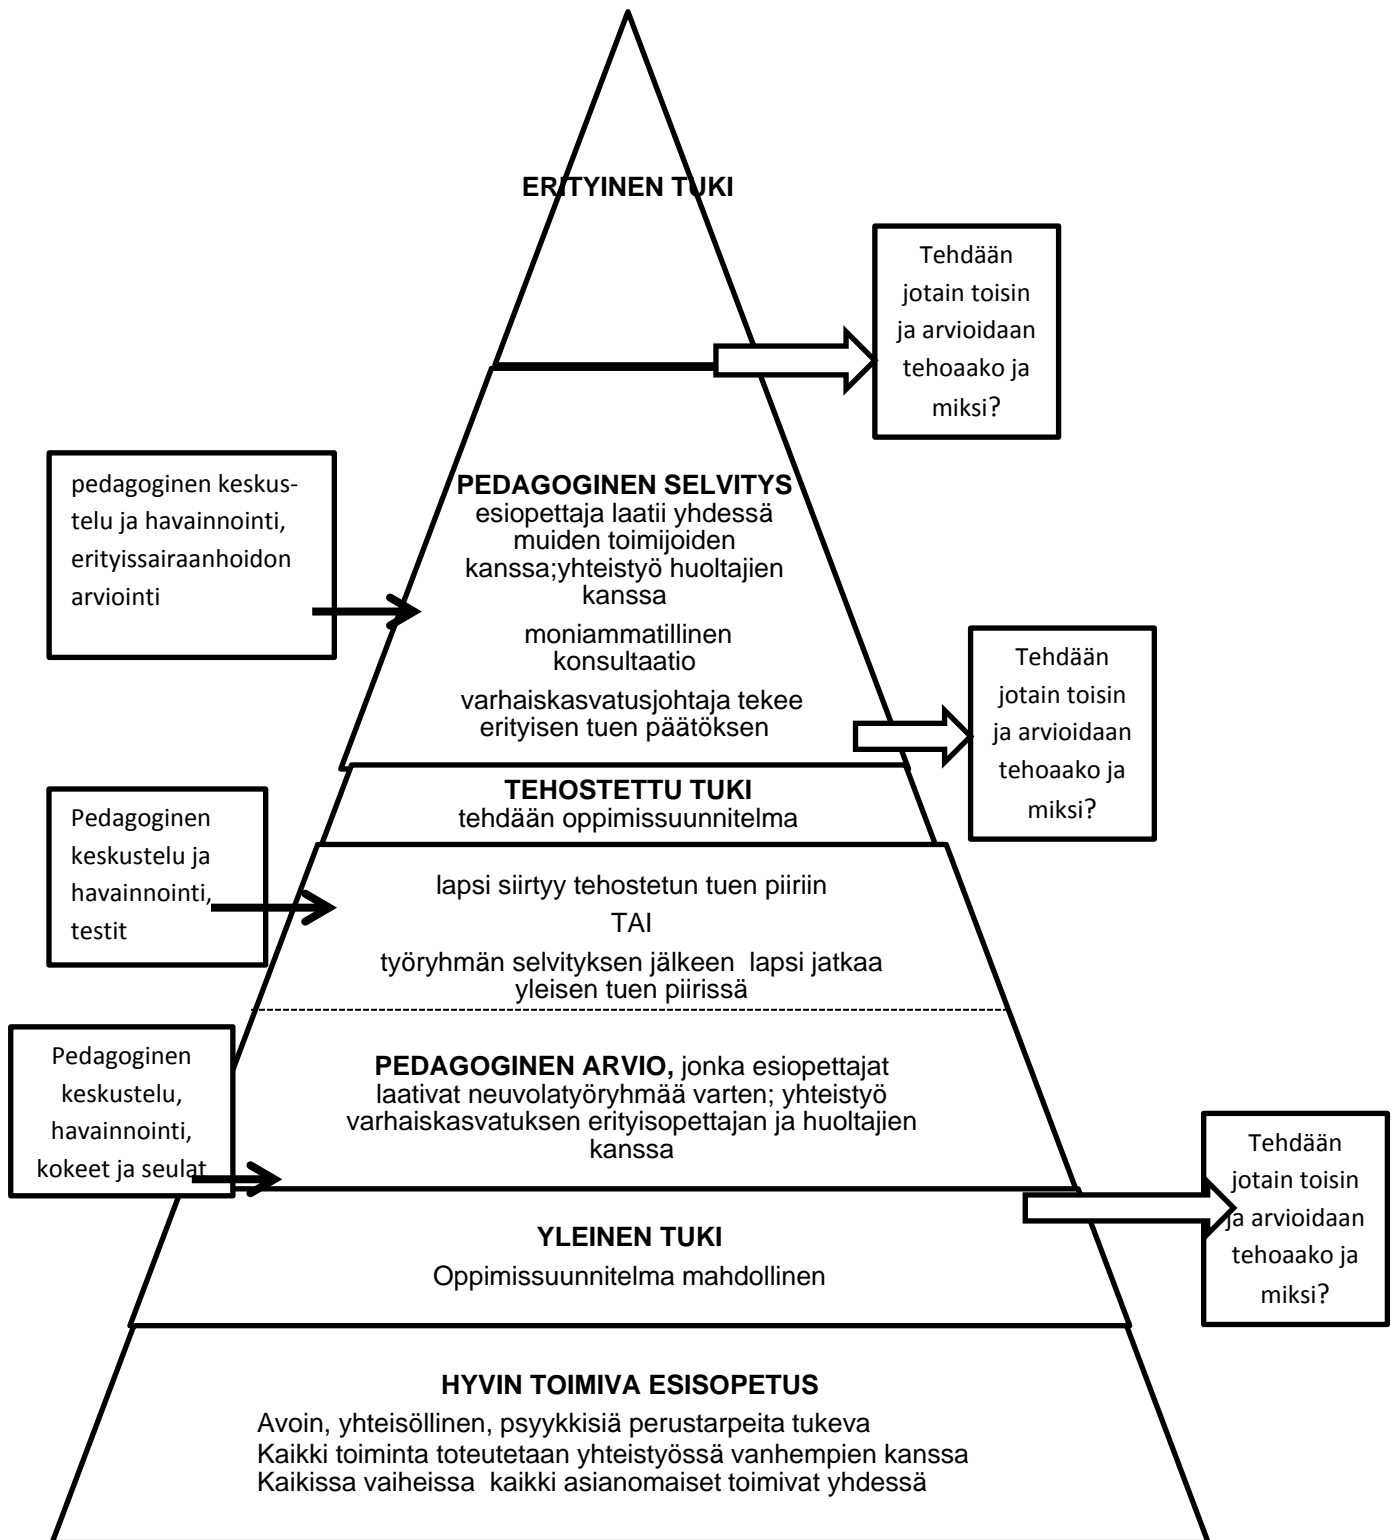 ERITYINEN TUKI
Tehdään
jotain toisin
ja arvioidaan
tehoaako ja
miksi?
pedagoginen keskus-
telu ja havainnointi,
erityissairaanhoidon
arviointi
PEDAGOGINEN SELVITYS
esiopettaja laatii yhdessä
muiden toimijoiden
kanssa;yhteistyö huoltajien
kanssa
moniammatillinen
konsultaatio
varhaiskasvatusjohtaja tekee
erityisen tuen päätöksen
Tehdään
jotain toisin
ja arvioidaan
tehoaako ja
miksi?
TEHOSTETTU TUKI
tehdään oppimissuunnitelma
Pedagoginen
keskustelu ja
havainnointi,
testit
lapsi siirtyy tehostetun tuen piiriin
TAI
työryhmän selvityksen jälkeen  lapsi jatkaa
yleisen tuen piirissä
Pedagoginen
keskustelu,
havainnointi,
kokeet ja seulat
PEDAGOGINEN ARVIO, jonka esiopettajat
laativat neuvolatyöryhmää varten; yhteistyö
varhaiskasvatuksen erityisopettajan ja huoltajien
kanssa
Tehdään
jotain toisin
ja arvioidaan
tehoaako ja
miksi?
YLEINEN TUKI
Oppimissuunnitelma mahdollinen
HYVIN TOIMIVA ESISOPETUS
Avoin, yhteisöllinen, psyykkisiä perustarpeita tukeva
Kaikki toiminta toteutetaan yhteistyössä vanhempien kanssa
Kaikissa vaiheissa  kaikki asianomaiset toimivat yhdessä